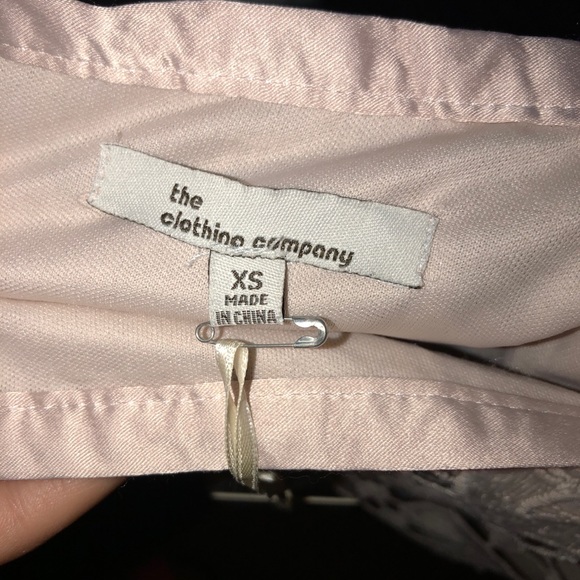 the
clothing company
XS
MADE
IN CHINA